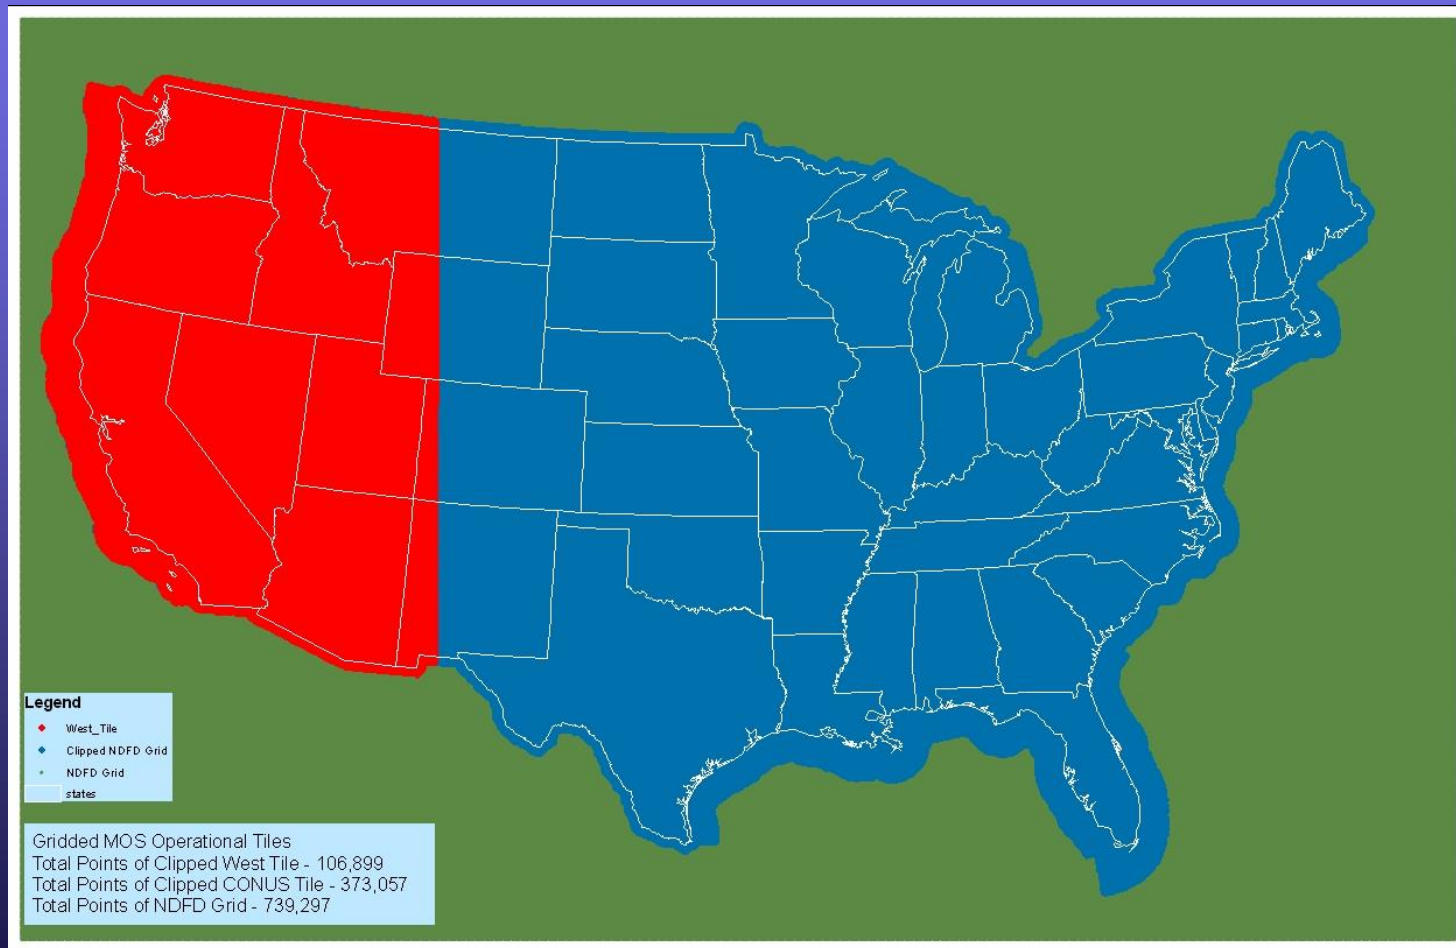 Legend
West_Tile
Clipped NDFD Grid
NDFD Grid
states
Gridded MOS Operational Tiles
Total Points of Clipped West Tile - 106,899
Total Points of Clipped CONUS Tile - 373,057
Total Points of NDFD Grid - 739,297